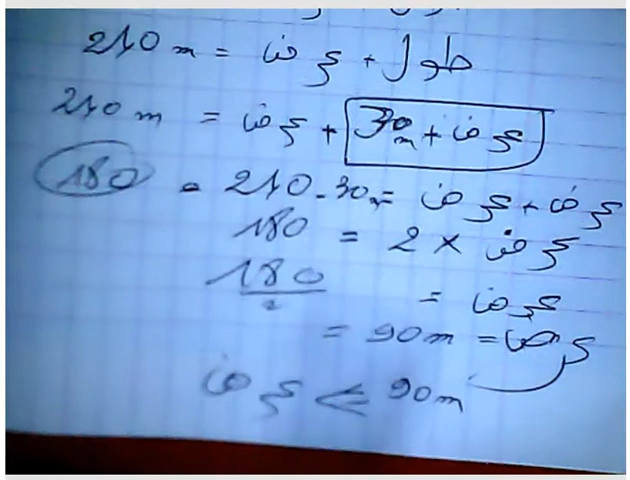 طول + عرض = 210 m
عرض + 30 m + عرض = 210 m
عرض + عرض = 210 - 30 m = 180
عرض × 2 = 180
عرض = 180/2
عرض = 90 m =
90 m <= عرض